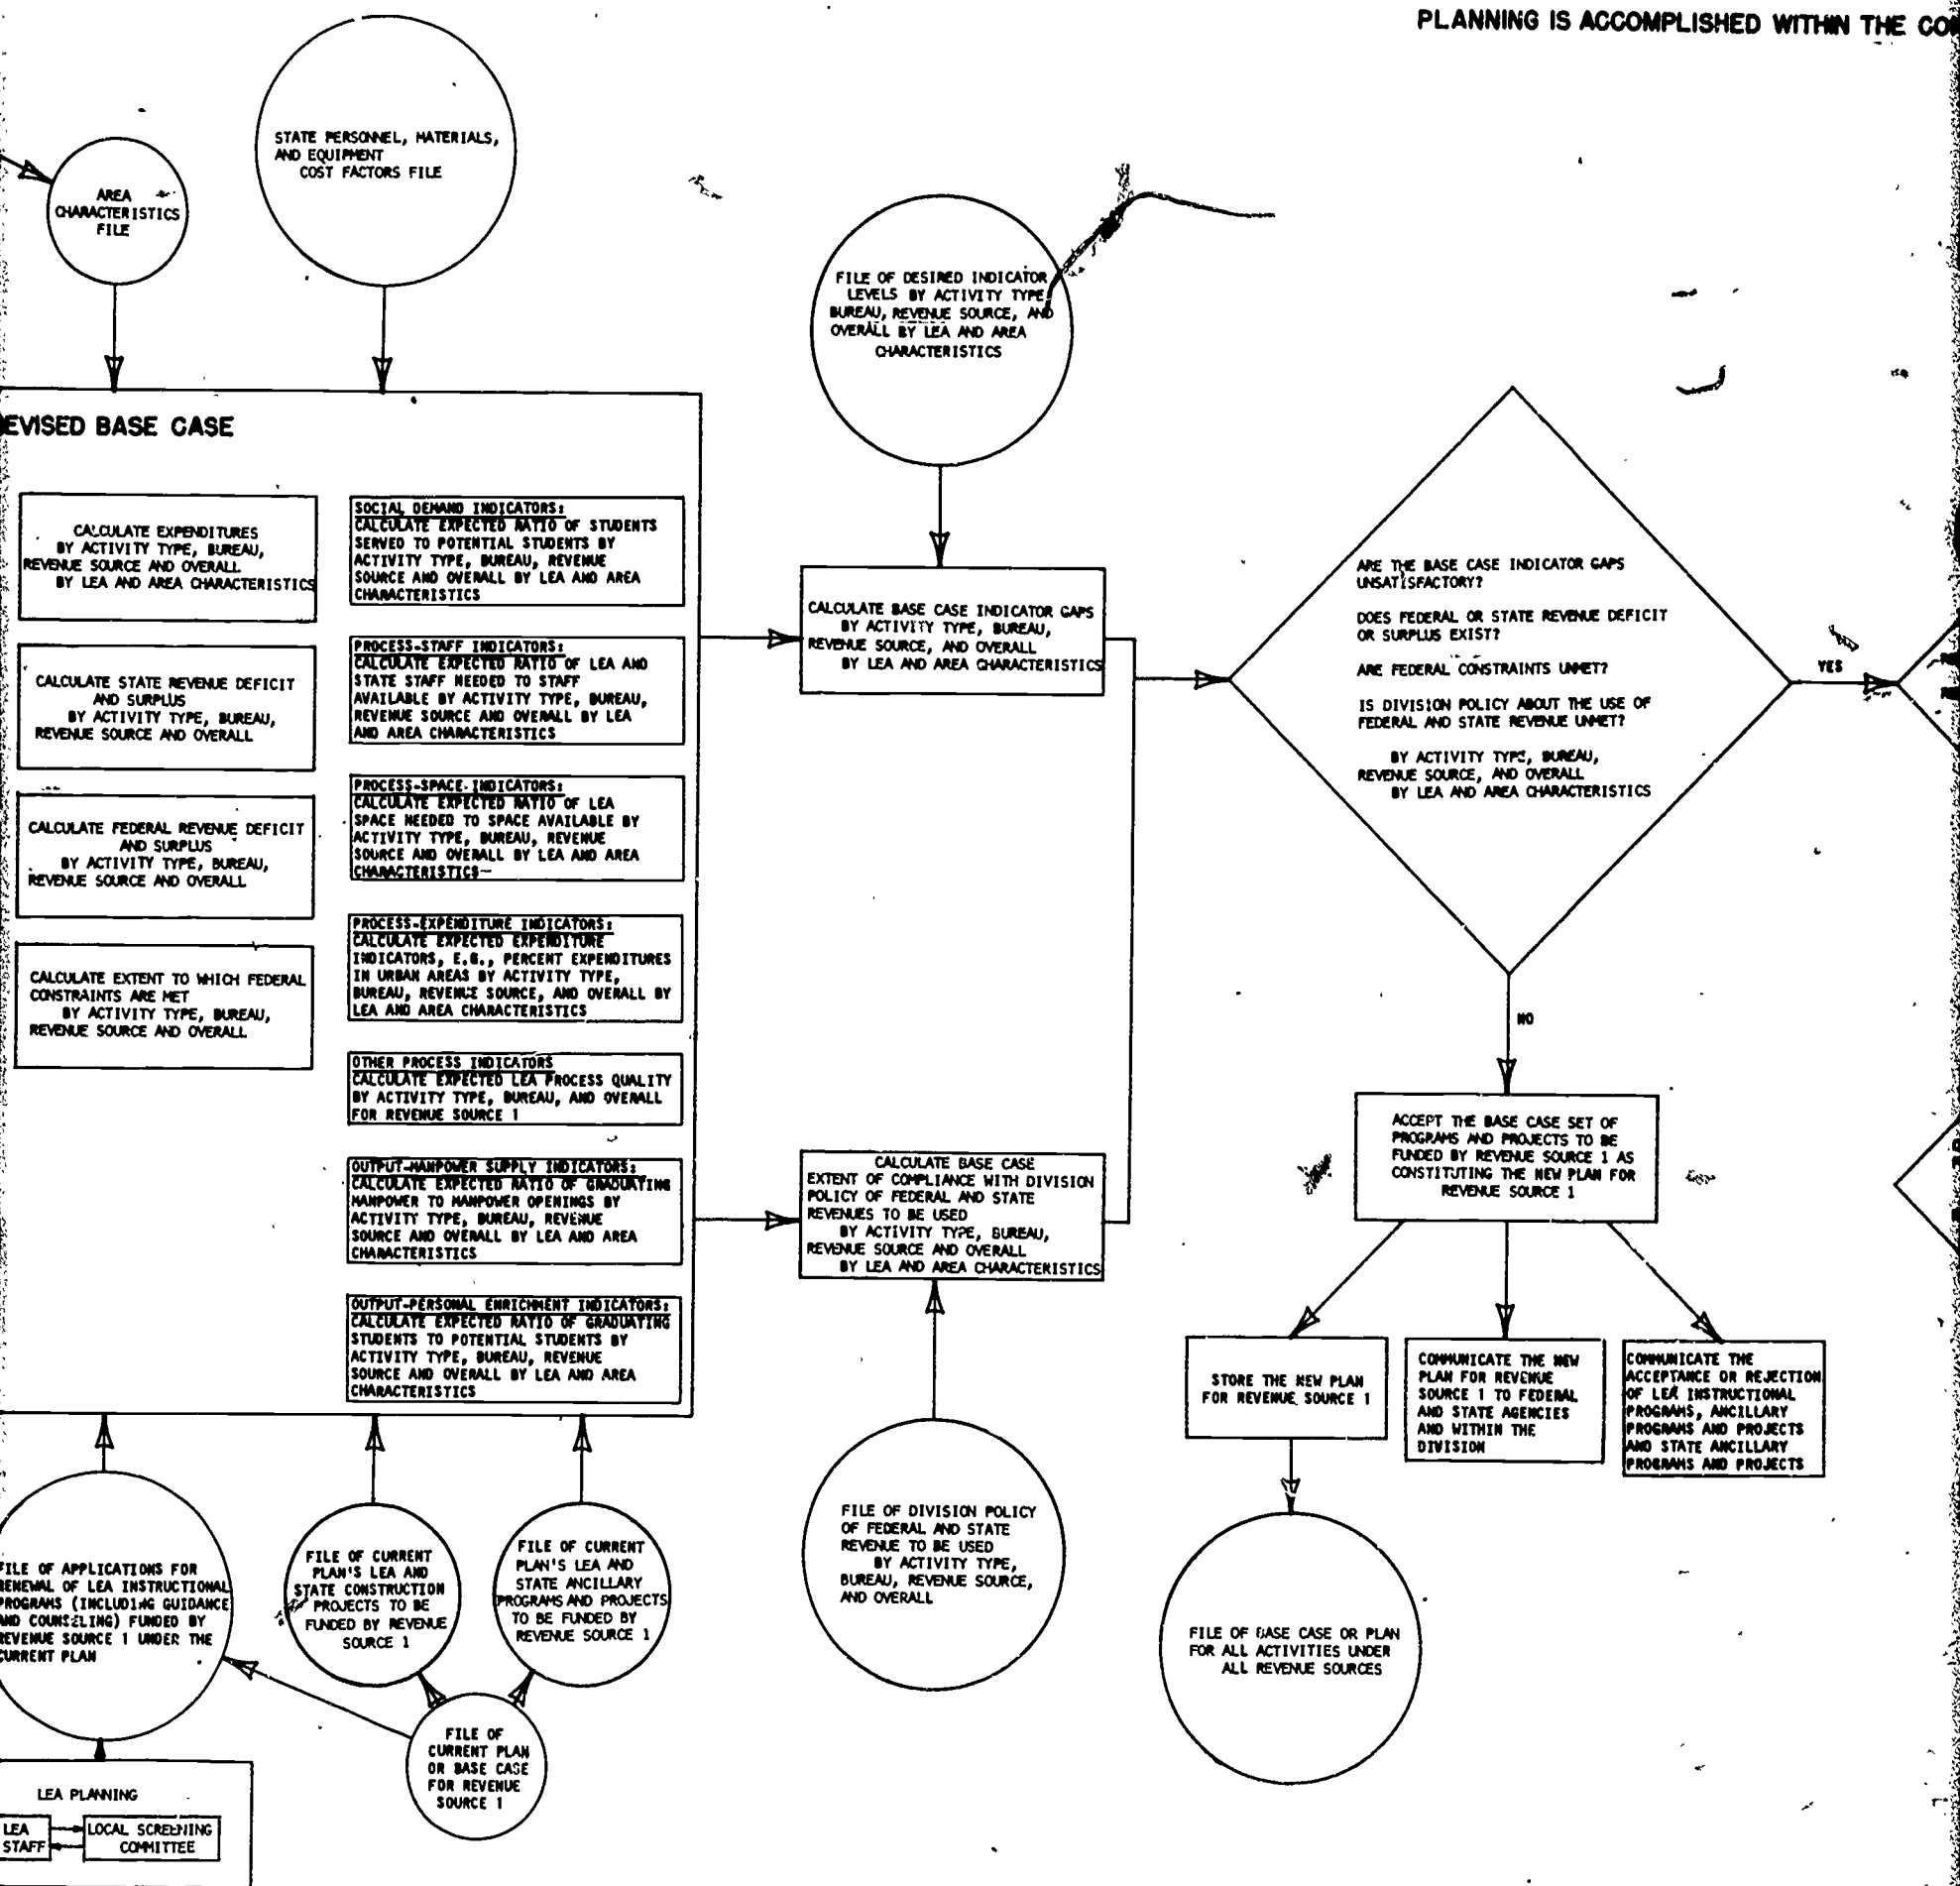 PLANNING IS ACCOMPLISHED WITHIN THE
STATE PERSONNEL, MATERIALS,
AND EQUIPMENT
COST FACTORS FILE
AREA
CHARACTERISTICS
FILE
FILE OF DESIRED INDICATOR
LEVELS BY ACTIVITY TYPE
BUREAU, REVENUE SOURCE, AND
OVERALL BY LEA AND AREA
CHARACTERISTICS
EVISED BASE CASE
CALCULATE EXPENDITURES
BY ACTIVITY TYPE, BUREAU,
REVENUE SOURCE AND OVERALL
BY LEA AND AREA CHARACTERISTICS
CALCULATE STATE REVENUE DEFICIT
AND SURPLUS
BY ACTIVITY TYPE, BUREAU,
REVENUE SOURCE AND OVERALL
CALCULATE FEDERAL REVENUE DEFICIT
AND SURPLUS
BY ACTIVITY TYPE, BUREAU,
REVENUE SOURCE AND OVERALL
CALCULATE EXTENT TO WHICH FEDERAL
CONSTRAINTS ARE MET
BY ACTIVITY TYPE, BUREAU,
REVENUE SOURCE AND OVERALL
SOCIAL DEMAND INDICATORS:
CALCULATE EXPECTED RATIO OF STUDENTS
SERVED TO POTENTIAL STUDENTS BY
ACTIVITY TYPE, BUREAU, REVENUE
SOURCE AND OVERALL BY LEA AND AREA
CHARACTERISTICS
PROCESS-STAFF INDICATORS:
CALCULATE EXPECTED RATIO OF LEA AND
STATE STAFF NEEDED TO STAFF
AVAILABLE BY ACTIVITY TYPE, BUREAU,
REVENUE SOURCE AND OVERALL BY LEA
AND AREA CHARACTERISTICS
PROCESS-SPACE-INDICATORS:
CALCULATE EXPECTED RATIO OF LEA
SPACE NEEDED TO SPACE AVAILABLE BY
ACTIVITY TYPE, BUREAU, REVENUE
SOURCE AND OVERALL BY LEA AND AREA
CHARACTERISTICS
PROCESS-EXPENDITURE INDICATORS:
CALCULATE EXPECTED EXPENDITURE
INDICATORS, E.G., PERCENT EXPENDITURES
IN URBAN AREAS BY ACTIVITY TYPE,
BUREAU, REVENUE SOURCE, AND OVERALL BY
LEA AND AREA CHARACTERISTICS
OTHER PROCESS INDICATORS
CALCULATE EXPECTED LEA PROCESS QUALITY
BY ACTIVITY TYPE, BUREAU, AND OVERALL
FOR REVENUE SOURCE 1
OUTPUT-MANPOWER SUPPLY INDICATORS:
CALCULATE EXPECTED RATIO OF GRADUATING
MANPOWER TO MANPOWER OPENINGS BY
ACTIVITY TYPE, BUREAU, REVENUE
SOURCE AND OVERALL BY LEA AND AREA
CHARACTERISTICS
OUTPUT-PERSONAL ENRICHMENT INDICATORS:
CALCULATE EXPECTED RATIO OF GRADUATING
STUDENTS TO POTENTIAL STUDENTS BY
ACTIVITY TYPE, BUREAU, REVENUE
SOURCE AND OVERALL BY LEA AND AREA
CHARACTERISTICS
CALCULATE BASE CASE INDICATOR GAPS
BY ACTIVITY TYPE, BUREAU,
REVENUE SOURCE, AND OVERALL
BY LEA AND AREA CHARACTERISTICS
CALCULATE BASE CASE
EXTENT OF COMPLIANCE WITH DIVISION
POLICY OF FEDERAL AND STATE
REVENUES TO BE USED
BY ACTIVITY TYPE, BUREAU,
REVENUE SOURCE AND OVERALL
BY LEA AND AREA CHARACTERISTICS
ARE THE BASE CASE INDICATOR GAPS
UNSATISFACTORY?
DOES FEDERAL OR STATE REVENUE DEFICIT
OR SURPLUS EXIST?
ARE FEDERAL CONSTRAINTS UNMET?
IS DIVISION POLICY ABOUT THE USE OF
FEDERAL AND STATE REVENUE UNMET?
BY ACTIVITY TYPE, BUREAU,
REVENUE SOURCE, AND OVERALL
BY LEA AND AREA CHARACTERISTICS
YES
NO
ACCEPT THE BASE CASE SET OF
PROGRAMS AND PROJECTS TO BE
FUNDED BY REVENUE SOURCE 1 AS
CONSTITUTING THE NEW PLAN FOR
REVENUE SOURCE 1
STORE THE NEW PLAN
FOR REVENUE SOURCE 1
COMMUNICATE THE NEW
PLAN FOR REVENUE
SOURCE 1 TO FEDERAL
AND STATE AGENCIES
AND WITHIN THE
DIVISION
COMMUNICATE THE
ACCEPTANCE OR REJECTION
OF LEA INSTRUCTIONAL
PROGRAMS, ANCILLARY
PROGRAMS AND PROJECTS
AND STATE ANCILLARY
PROGRAMS AND PROJECTS
FILE OF APPLICATIONS FOR
RENEWAL OF LEA INSTRUCTIONAL
PROGRAMS (INCLUDING GUIDANCE
AND COUNSELING) FUNDED BY
REVENUE SOURCE 1 UNDER THE
CURRENT PLAN
FILE OF CURRENT
PLAN'S LEA AND
STATE CONSTRUCTION
PROJECTS TO BE
FUNDED BY REVENUE
SOURCE 1
FILE OF CURRENT
PLAN'S LEA AND
STATE ANCILLARY
PROGRAMS AND PROJECTS
TO BE FUNDED BY
REVENUE SOURCE 1
FILE OF DIVISION POLICY
OF FEDERAL AND STATE
REVENUE TO BE USED
BY ACTIVITY TYPE,
BUREAU, REVENUE SOURCE,
AND OVERALL
FILE OF BASE CASE OR PLAN
FOR ALL ACTIVITIES UNDER
ALL REVENUE SOURCES
FILE OF
CURRENT PLAN
OR BASE CASE
FOR REVENUE
SOURCE 1
LEA PLANNING
LEA
STAFF
LOCAL SCREENING
COMMITTEE